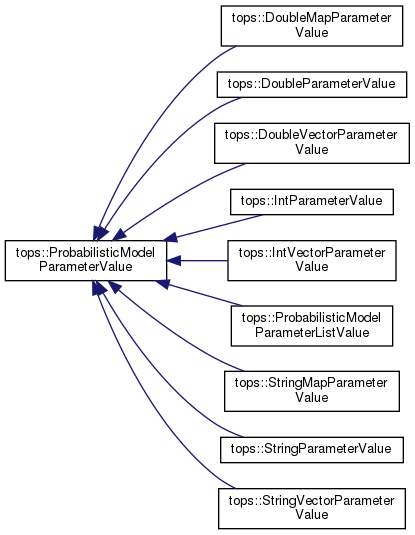 tops::DoubleMapParameter
Value
tops::DoubleParameterValue
tops::DoubleVectorParameter
Value
tops::IntParameterValue
tops::ProbabilisticModel
ParameterValue
tops::IntVectorParameter
Value
tops::ProbabilisticModel
ParameterListValue
tops::StringMapParameter
Value
tops::StringParameterValue
tops::StringVectorParameter
Value